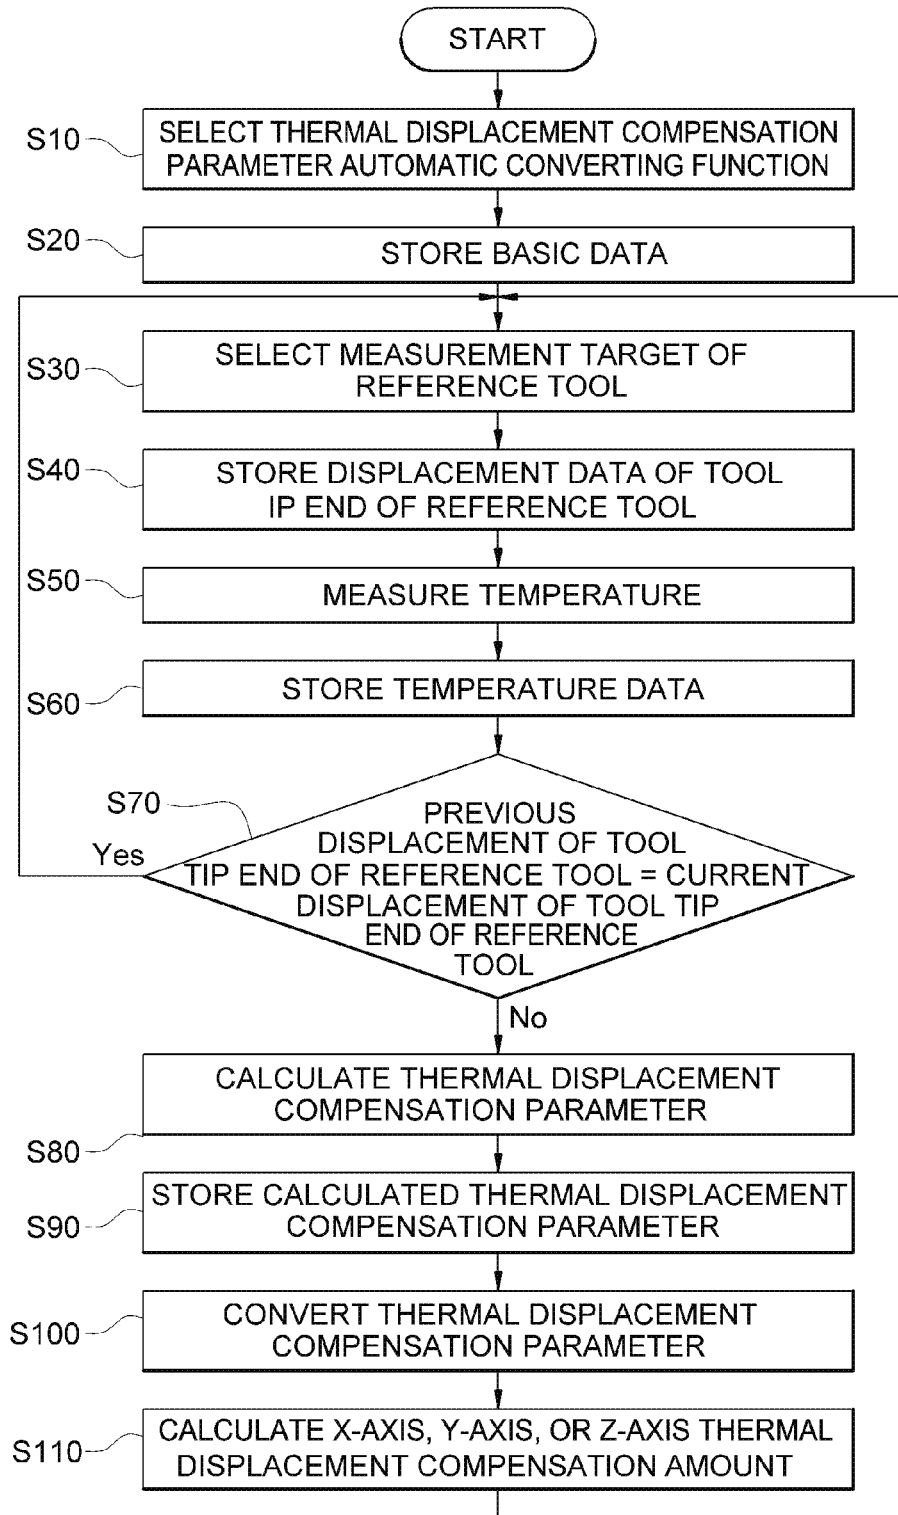 START
S10
SELECT THERMAL DISPLACEMENT COMPENSATION
PARAMETER AUTOMATIC CONVERTING FUNCTION
S20
STORE BASIC DATA
S30
SELECT MEASUREMENT TARGET OF
REFERENCE TOOL
S40
STORE DISPLACEMENT DATA OF TOOL
IP END OF REFERENCE TOOL
S50
MEASURE TEMPERATURE
S60
STORE TEMPERATURE DATA
S70
Yes
PREVIOUS
DISPLACEMENT OF TOOL
TIP END OF REFERENCE TOOL = CURRENT
DISPLACEMENT OF TOOL TIP
END OF REFERENCE
TOOL
No
CALCULATE THERMAL DISPLACEMENT
COMPENSATION PARAMETER
S80
STORE CALCULATED THERMAL DISPLACEMENT
COMPENSATION PARAMETER
S90
CONVERT THERMAL DISPLACEMENT
COMPENSATION PARAMETER
S100
CALCULATE X-AXIS, Y-AXIS, OR Z-AXIS THERMAL
DISPLACEMENT COMPENSATION AMOUNT
S110